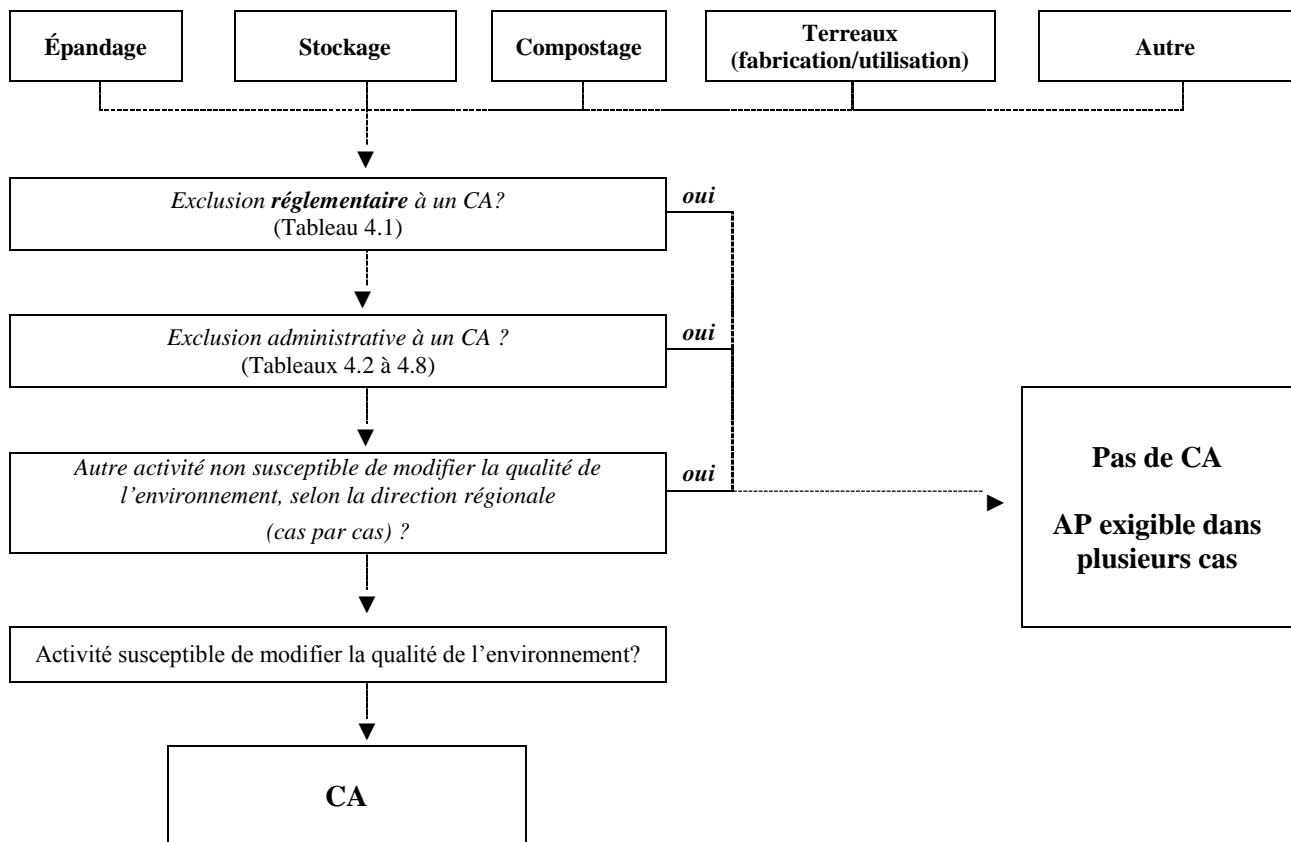 Épandage
Stockage
Compostage
Terreaux
(fabrication/utilisation)
Autre
Exclusion réglementaire à un CA?
(Tableau 4.1)
oui
Exclusion administrative à un CA ?
(Tableaux 4.2 à 4.8)
oui
Autre activité non susceptible de modifier la qualité de
l’environnement, selon la direction régionale
(cas par cas) ?
oui
Pas de CA
AP exigible dans
plusieurs cas
Activité susceptible de modifier la qualité de l’environnement?
CA